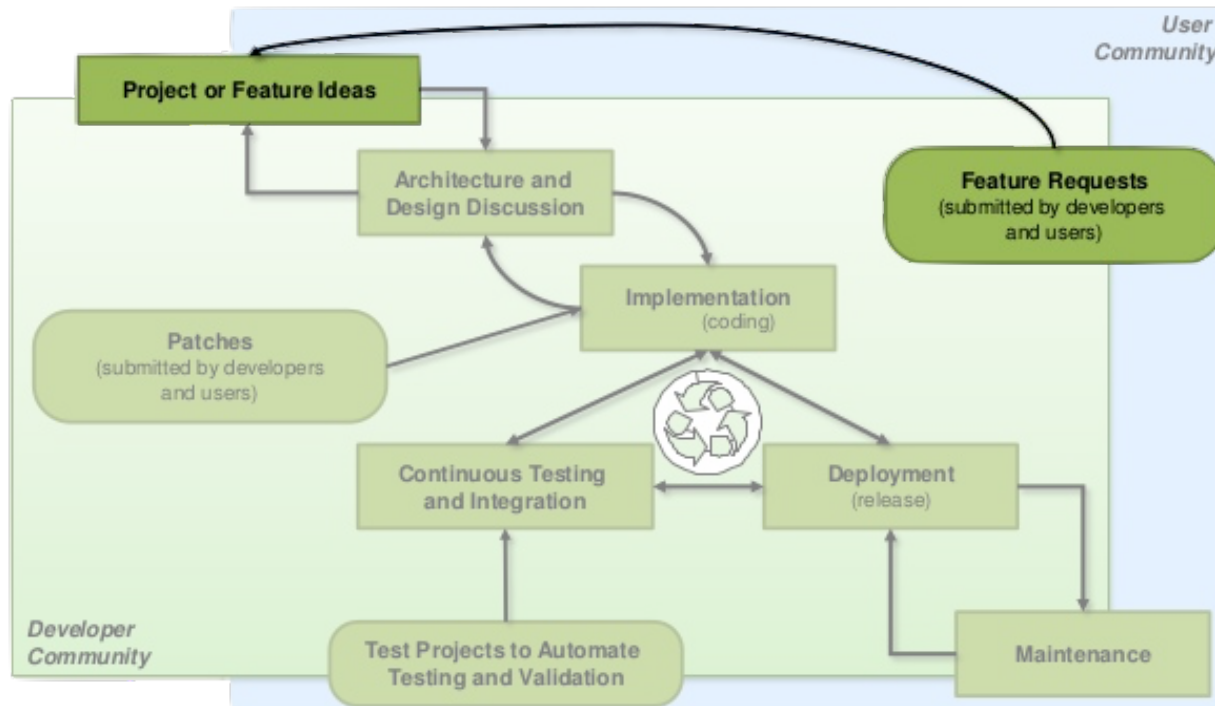 User
Community
Project or Feature Ideas
Architecture and
Design Discussion
Feature Requests
(submitted by developers
and users)
Implementation
(coding)
Patches
(submitted by developers
and users)
Continuous Testing
and Integration
Deployment
(release)
Developer
Community
Test Projects to Automate
Testing and Validation
Maintenance